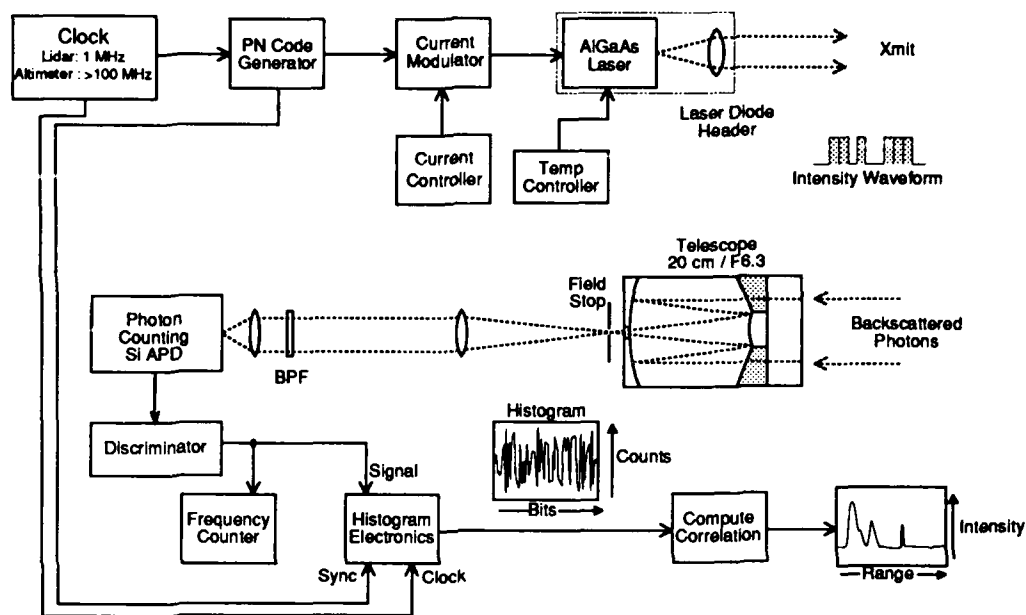 Clock
Lidar: 1 MHz
Altimeter : >100 MHz
PN Code
Generator
Current
Modulator
AlGaAs
Laser
Xmit
Laser Diode
Header
Current
Controller
Temp
Controller
Intensity Waveform
Telescope
20 cm / F6.3
Field
Stop
Photon
Counting
Si APD
BPF
Backscattered
Photons
Discriminator
Signal
Histogram
Counts
Bits
Frequency
Counter
Histogram
Electronics
Compute
Correlation
Intensity
Range
Sync
Clock